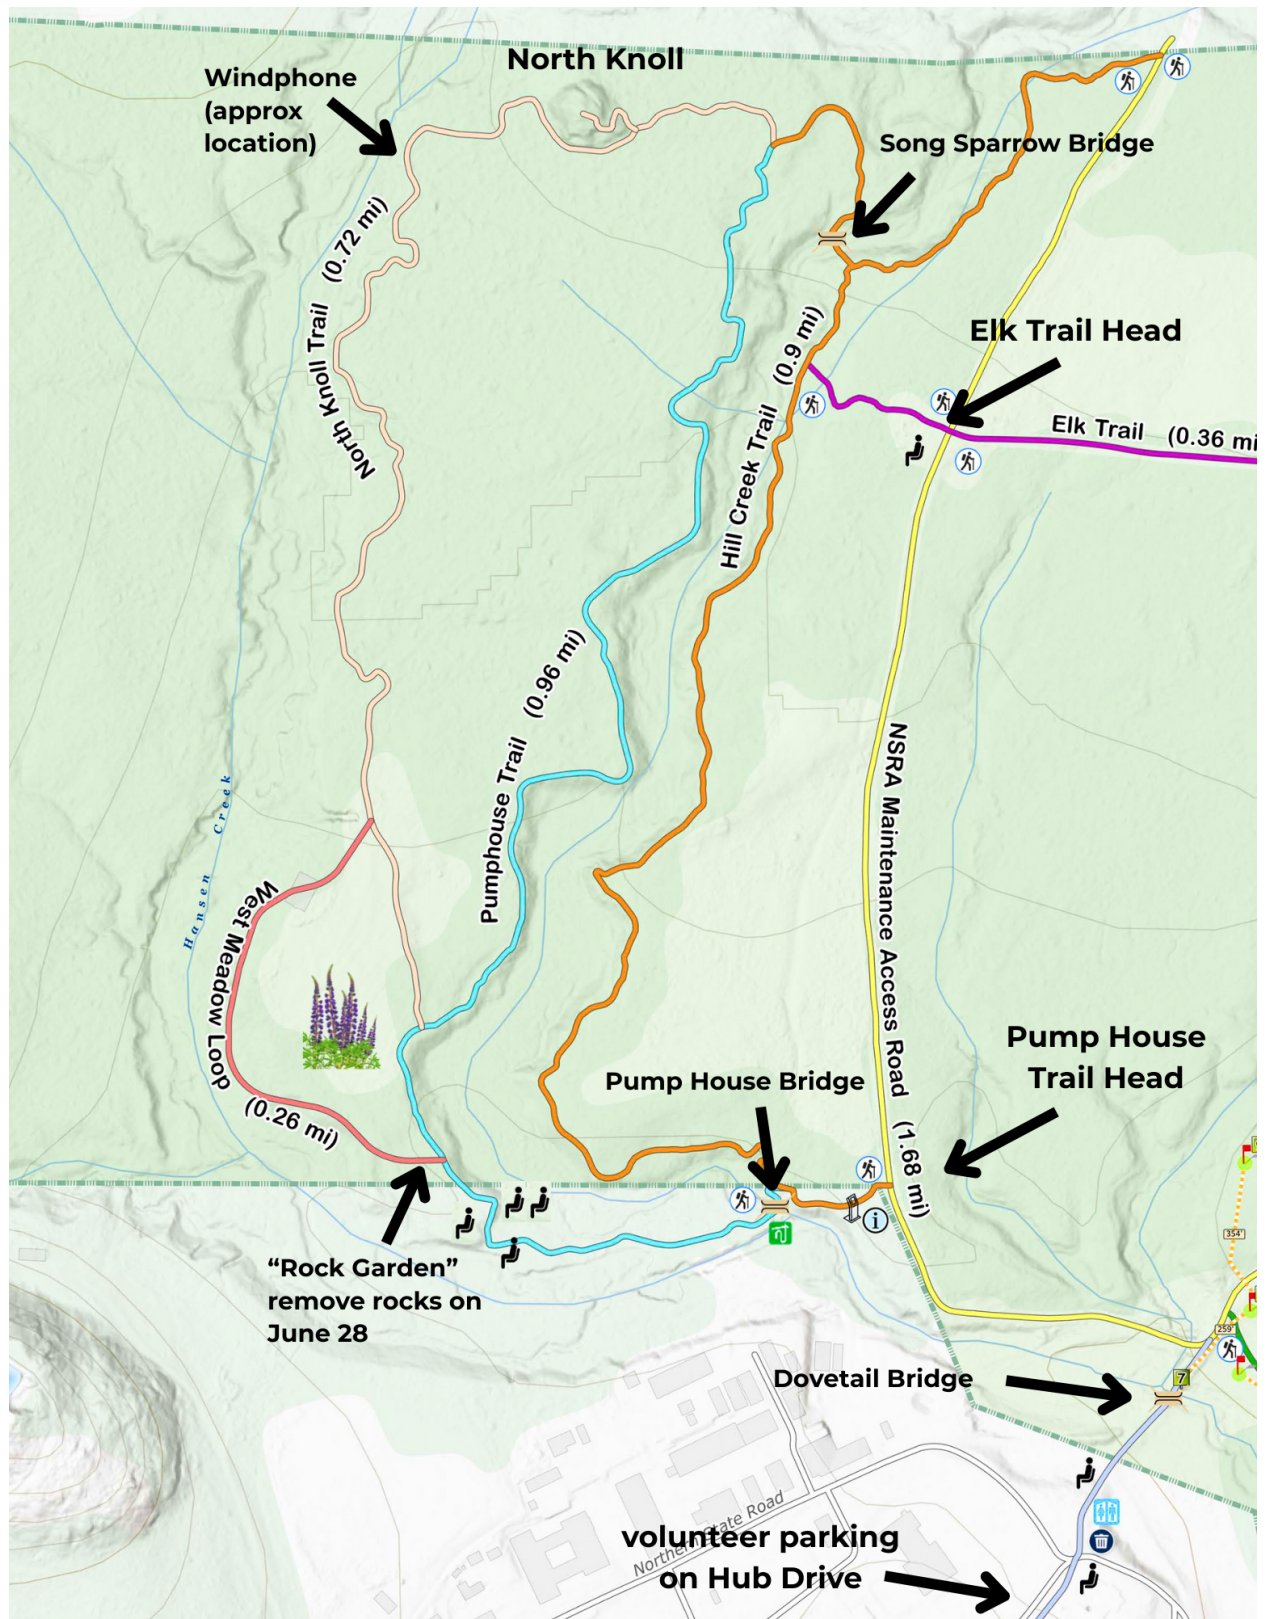 North Knoll
Windphone
(approx
location)
Song Sparrow Bridge
North Knoll Trail (0.72 mi)
Elk Trail Head
Hill Creek Trail (0.9 mi)
Elk Trail (0.36 mi
Pumphouse Trail (0.96 mi)
NSRA Maintenance Access Road (1.68 mi)
Hansen Creek
West Meadow Loop (0.26 mi)
Pump House
Trail Head
Pump House Bridge
i
354'
“Rock Garden”
remove rocks on
June 28
259'
Dovetail Bridge
7
Northern State Road
volunteer parking
on Hub Drive